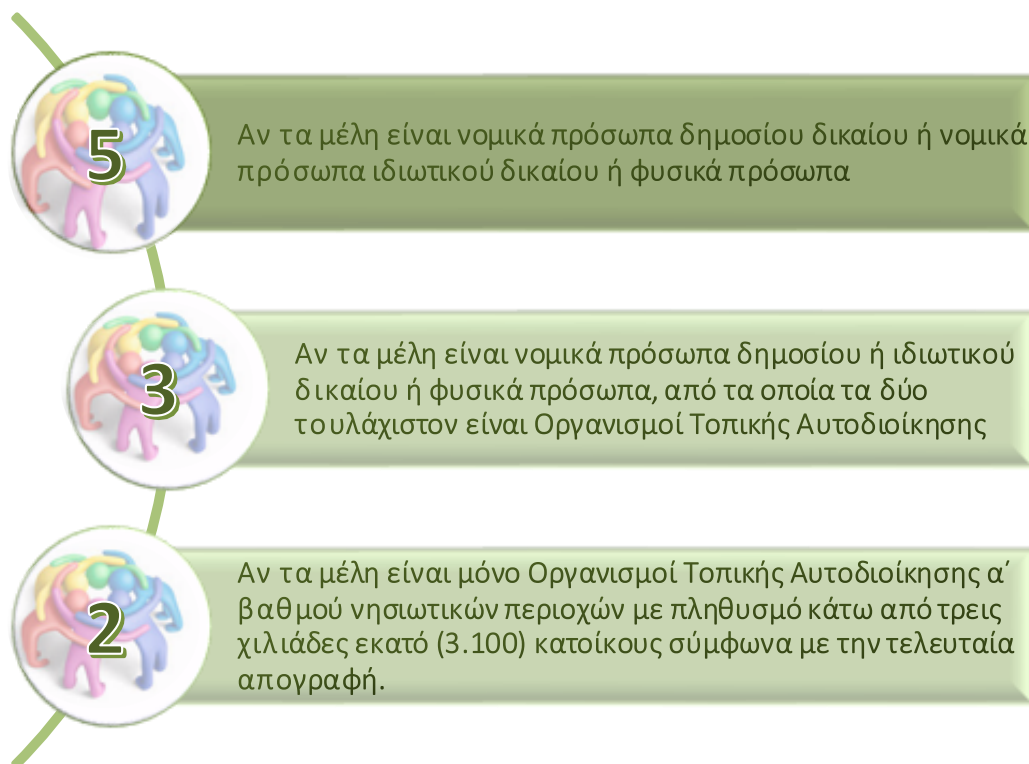 5
Αν τα μέλη είναι νομικά πρόσωπα δημοσίου δικαίου ή νομικά
πρόσωπα ιδιωτικού δικαίου ή φυσικά πρόσωπα
3
Αν τα μέλη είναι νομικά πρόσωπα δημοσίου ή ιδιωτικού
δικαίου ή φυσικά πρόσωπα, από τα οποία τα δύο
τουλάχιστον είναι Οργανισμοί Τοπικής Αυτοδιοίκησης
2
Αν τα μέλη είναι μόνο Οργανισμοί Τοπικής Αυτοδιοίκησης α΄
βαθμού νησιωτικών περιοχών με πληθυσμό κάτω από τρεις
χιλιάδες εκατό (3.100) κατοίκους σύμφωνα με την τελευταία
απογραφή.